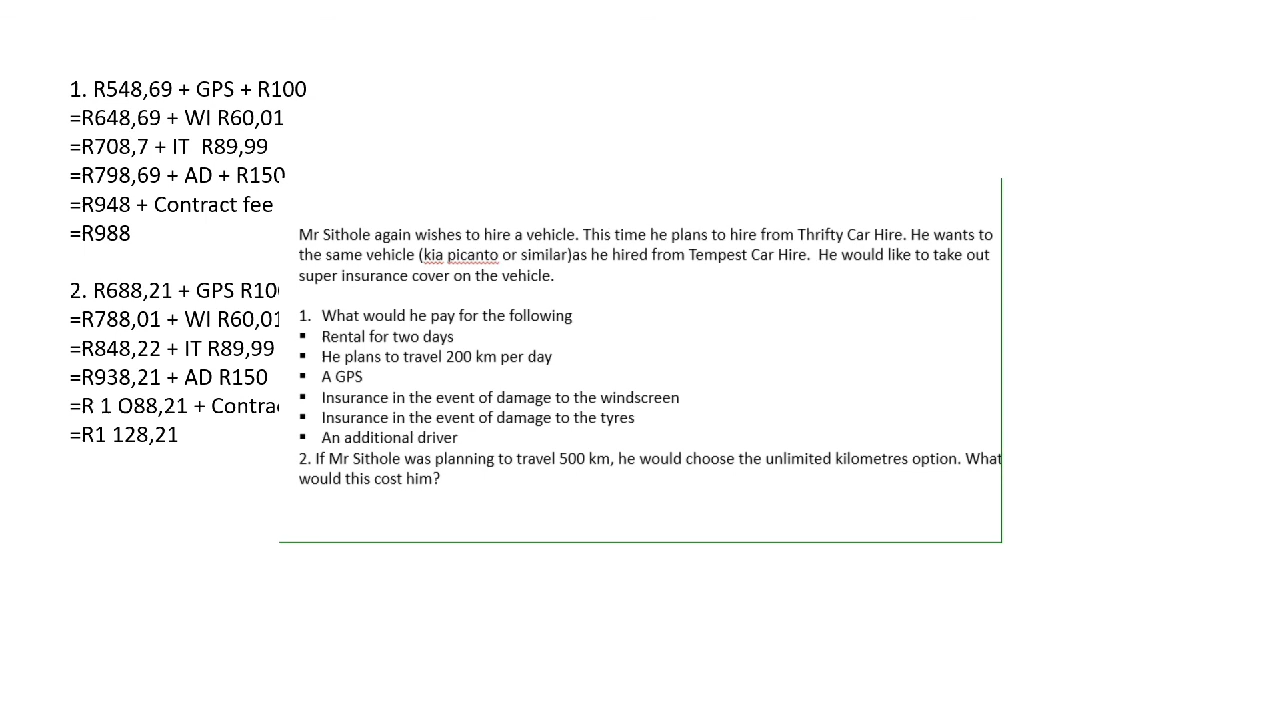 1. R548,69 + GPS + R100
=R648,69 + WI R60,01
=R708,7 + IT  R89,99
=R798,69 + AD + R150
=R948 + Contract fee
=R988
2. R688,21 + GPS
=R788,01 + WI R60,01
=R848,22 + IT R89,99
=R938,21 + AD R150
=R 1 O88,21 +
=R1 128,21
Mr Sithole again wishes to hire a vehicle. This time he plans to hire from Thrifty Car Hire. He wants to
the same vehicle (kia picanto or similar)as he hired from Tempest Car Hire.  He would like to take out
super insurance cover on the vehicle.
1. What would he pay for the following
▪ Rental for two days
▪ He plans to travel 200 km per day
▪ A GPS
▪ Insurance in the event of damage to the windscreen
▪ Insurance in the event of damage to the tyres
▪ An additional driver
2. If Mr Sithole was planning to travel 500 km, he would choose the unlimited kilometres option. What
would this cost him?